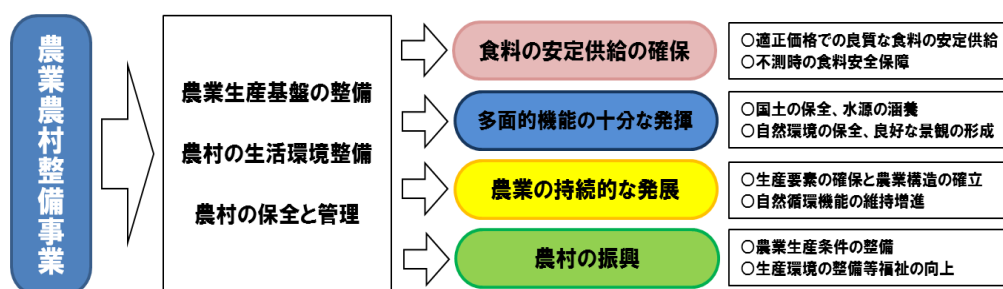 農業農村整備事業
農業生産基盤の整備
農村の生活環境整備
農村の保全と管理
食料の安定供給の確保
○適正価格での良質な食料の安定供給
○不測時の食料安全保障
多面的機能の十分な発揮
○国土の保全、水源の涵養
○自然環境の保全、良好な景観の形成
農業の持続的な発展
○生産要素の確保と農業構造の確立
○自然循環機能の維持増進
農村の振興
○農業生産条件の整備
○生産環境の整備等福祉の向上